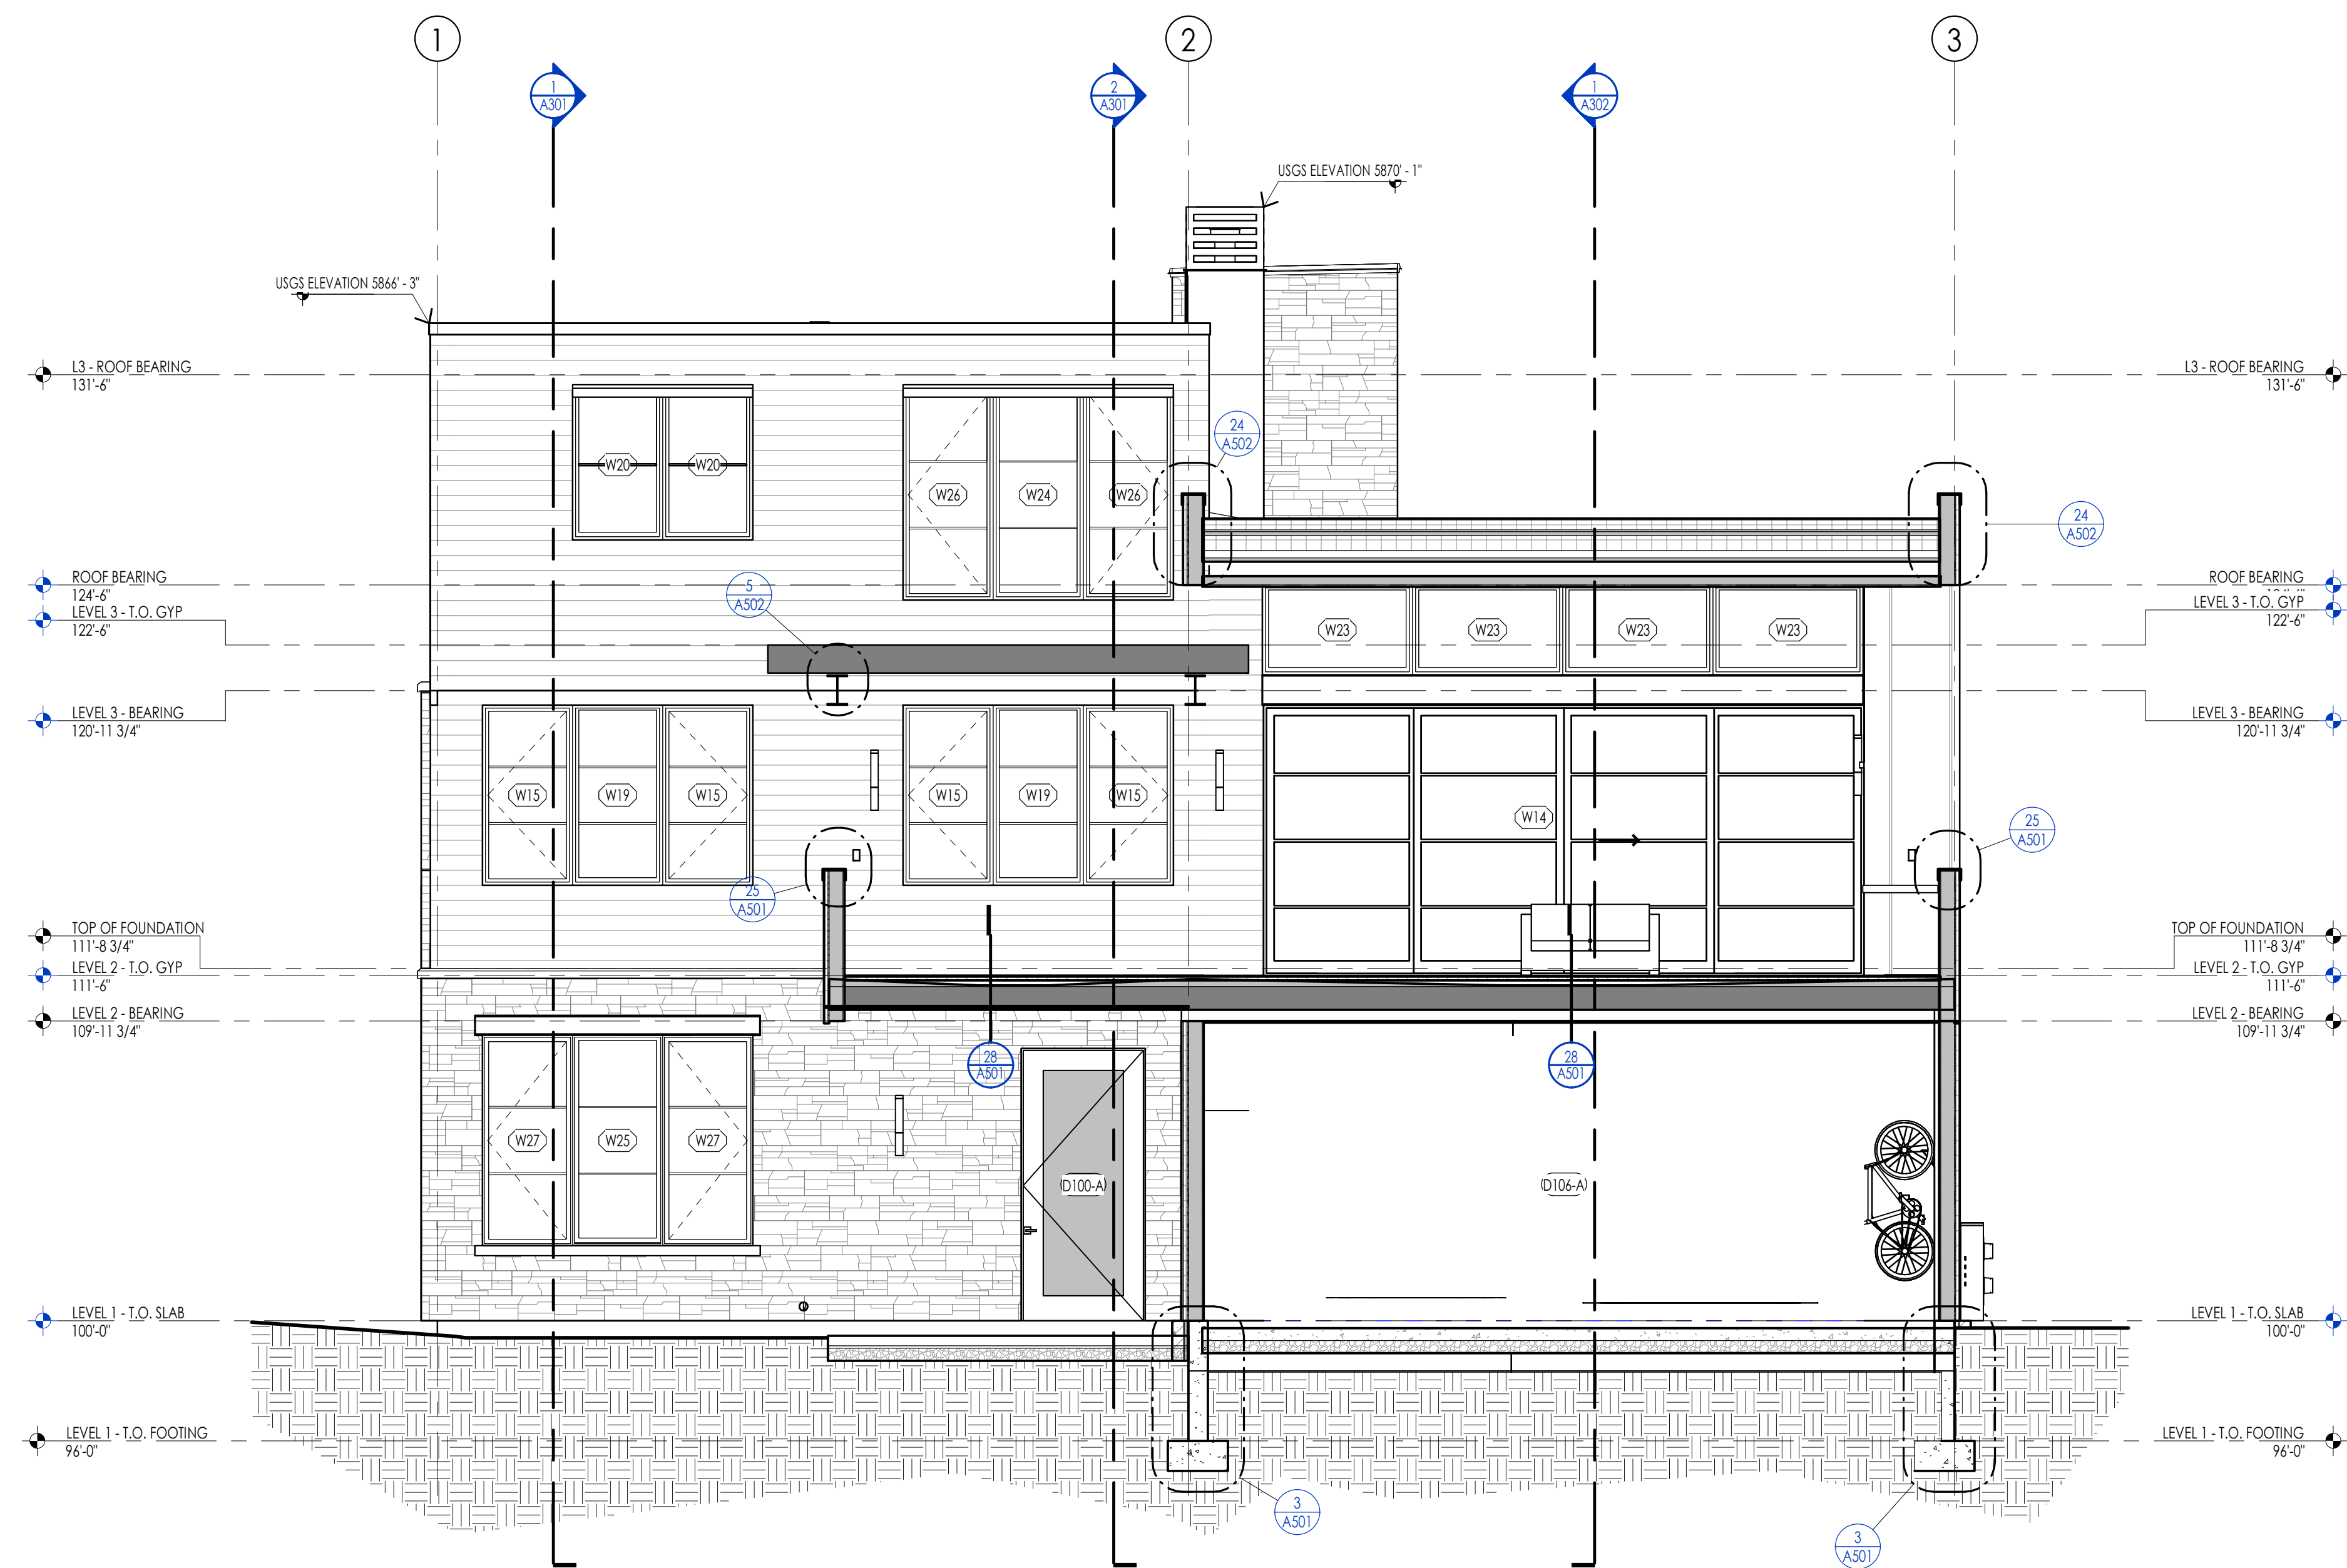 1
2
3
1
A301
2
A301
1
A302
USGS ELEVATION 5870' - 1"
USGS ELEVATION 5866' - 3"
L3 - ROOF BEARING
131'-6"
L3 - ROOF BEARING
131'-6"
24
A502
W20
W20
W26
W24
W26
24
A502
ROOF BEARING
124'-6"
ROOF BEARING
5
A502
LEVEL 3 - T.O. GYP
122'-6"
LEVEL 3 - T.O. GYP
122'-6"
W23
W23
W23
W23
LEVEL 3 - BEARING
120'-11 3/4"
LEVEL 3 - BEARING
120'-11 3/4"
W15
W19
W15
W15
W19
W15
W14
25
A501
25
A501
TOP OF FOUNDATION
111'-8 3/4"
TOP OF FOUNDATION
111'-8 3/4"
LEVEL 2 - T.O. GYP
111'-6"
LEVEL 2 - T.O. GYP
111'-6"
LEVEL 2 - BEARING
109'-11 3/4"
LEVEL 2 - BEARING
109'-11 3/4"
28
A501
28
A501
W27
W25
W27
D100-A
D106-A
LEVEL 1 - T.O. SLAB
100'-0"
LEVEL 1 - T.O. SLAB
100'-0"
LEVEL 1 - T.O. FOOTING
96'-0"
LEVEL 1 - T.O. FOOTING
96'-0"
3
A501
3
A501